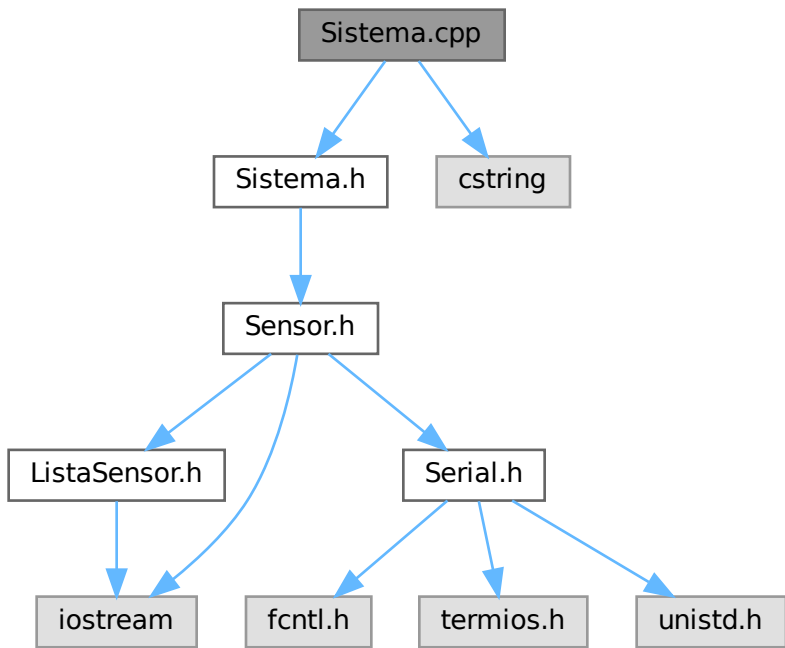 Sistema.cpp
Sistema.h
cstring
Sensor.h
ListaSensor.h
Serial.h
iostream
fcntl.h
termios.h
unistd.h